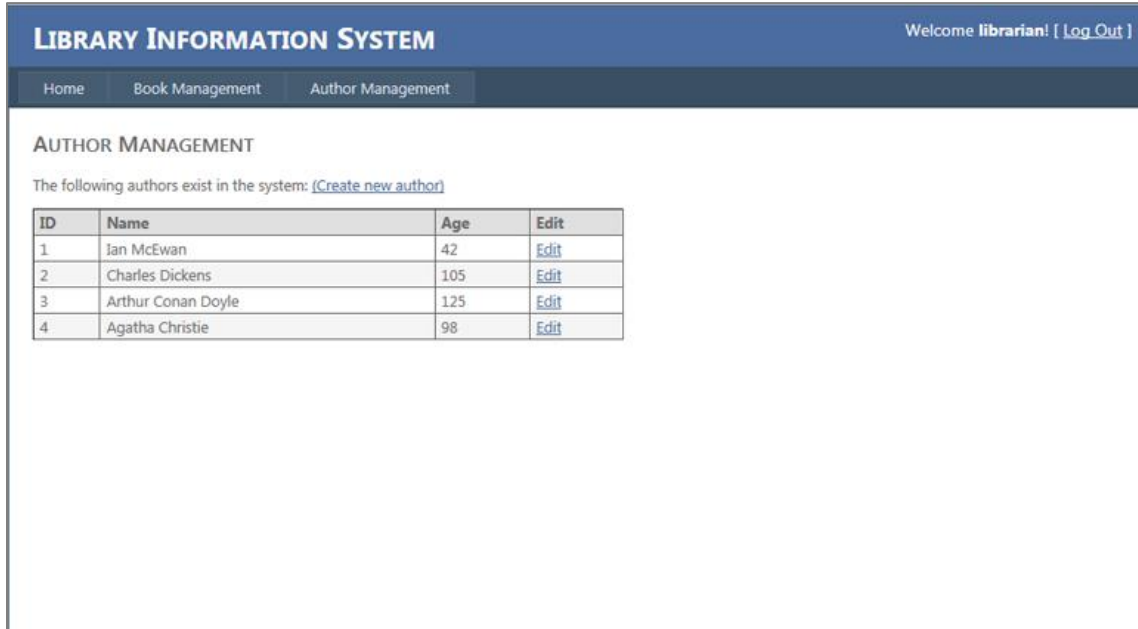 LIBRARY INFORMATION SYSTEM
Welcome librarian! [ Log Out ]
Home Book Management Author Management
AUTHOR MANAGEMENT
The following authors exist in the system: (Create new author)
ID Name Age Edit
1 Ian McEwan 42 Edit
2 Charles Dickens 105 Edit
3 Arthur Conan Doyle 125 Edit
4 Agatha Christie 98 Edit